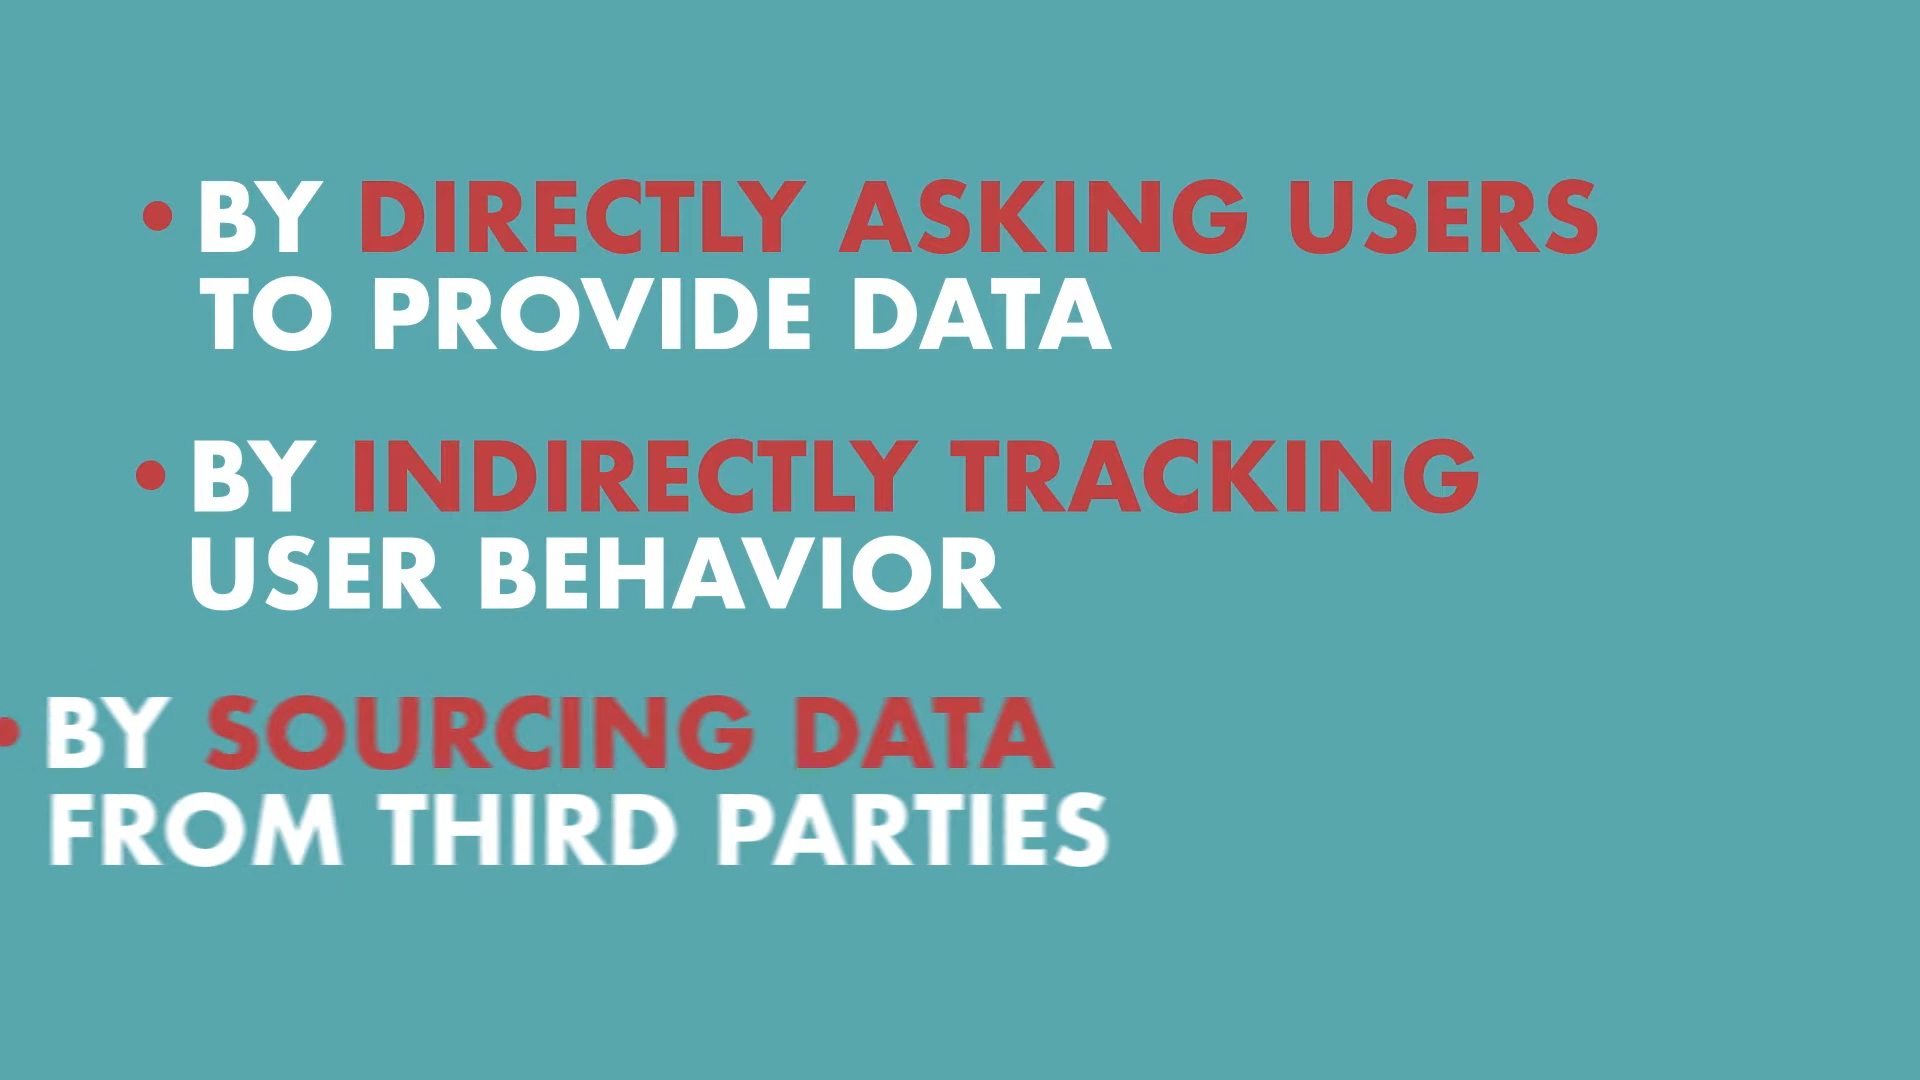 • BY DIRECTLY ASKING USERS
TO PROVIDE DATA
• BY INDIRECTLY TRACKING
USER BEHAVIOR
• BY SOURCING DATA
FROM THIRD PARTIES